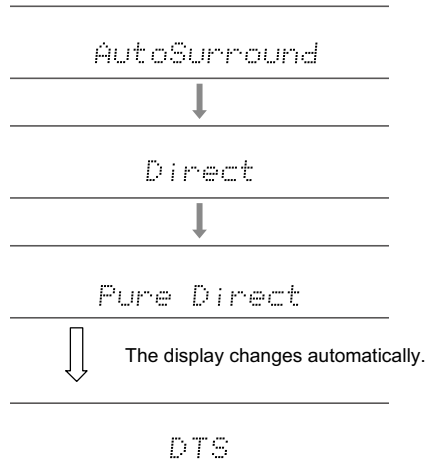 AutoSurround
Direct
Pure Direct
The display changes automatically.
DTS